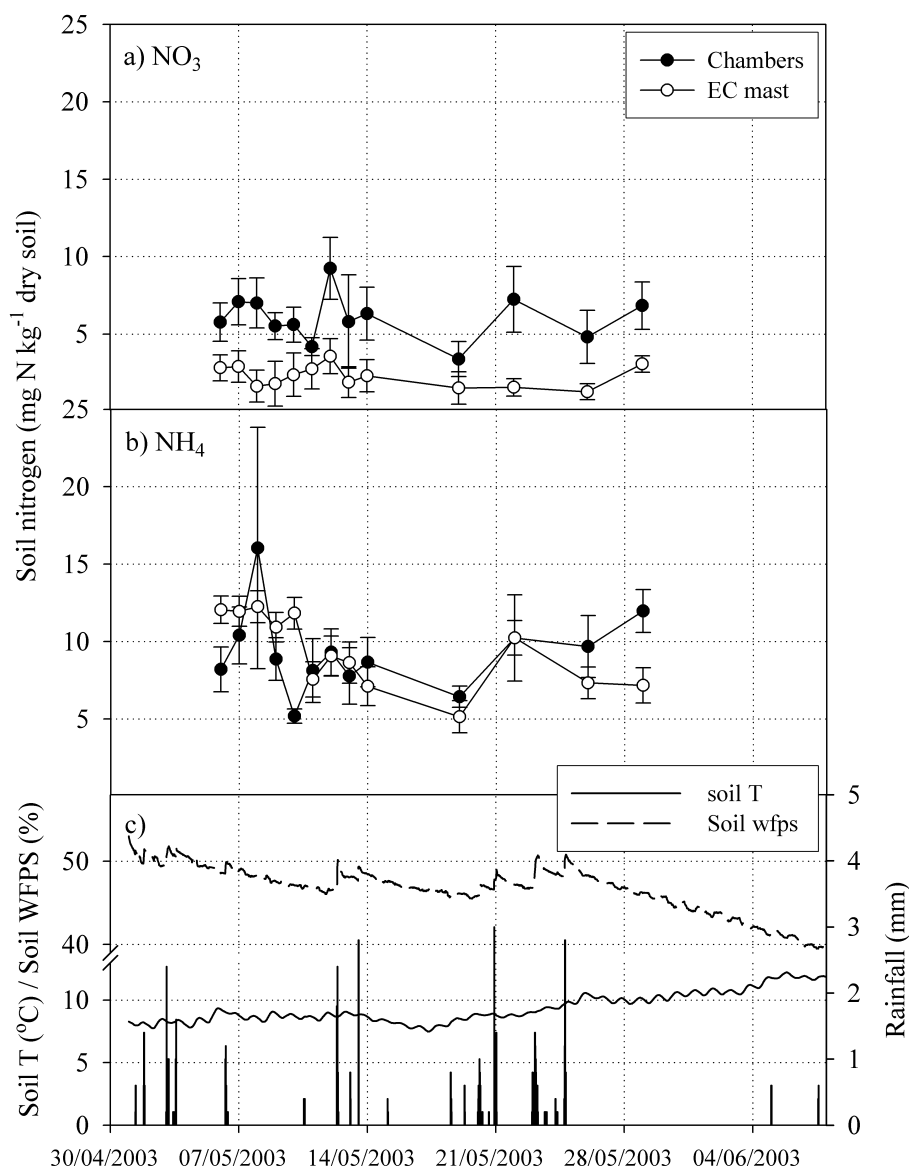 25
a) NO3
Chambers
EC mast
20
15
10
5
25
b) NH4
20
15
10
5
Soil nitrogen (mg N kg-1 dry soil)
soil T
Soil wfps
c)
50
40
10
5
0
Soil T (oC) / Soil WFPS (%)
5
4
3
2
1
0
Rainfall (mm)
30/04/2003 07/05/2003 14/05/2003 21/05/2003 28/05/2003 04/06/2003